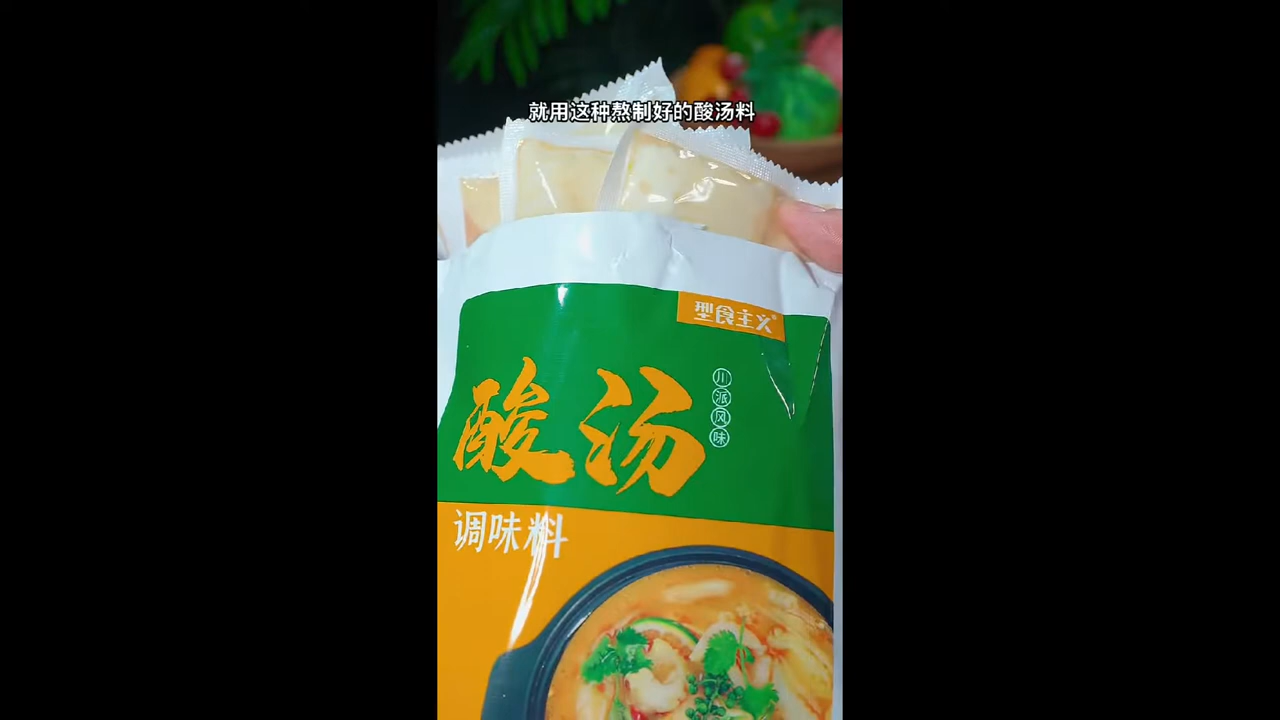 就用这种熬制好的酸汤料
型食主义®
酸汤
川派风味
调味料